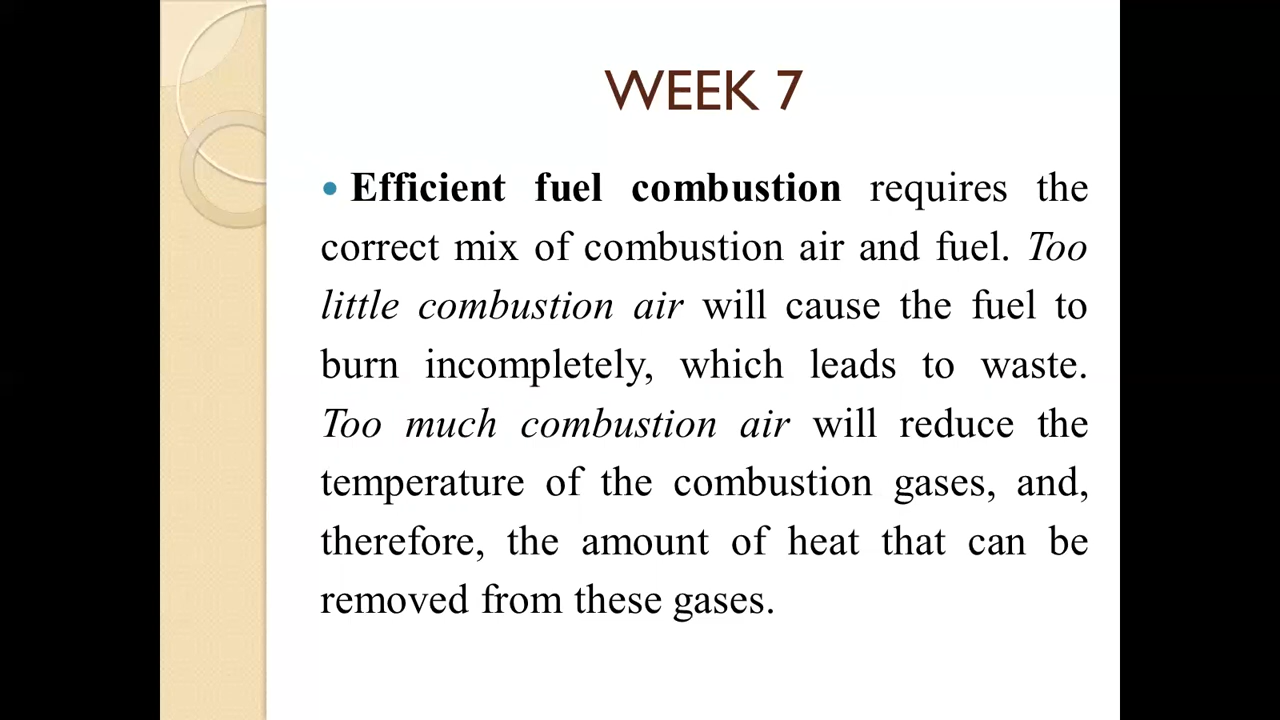 WEEK 7
• Efficient fuel combustion requires the
correct mix of combustion air and fuel. Too
little combustion air will cause the fuel to
burn incompletely, which leads to waste.
Too much combustion air will reduce the
temperature of the combustion gases, and,
therefore, the amount of heat that can be
removed from these gases.